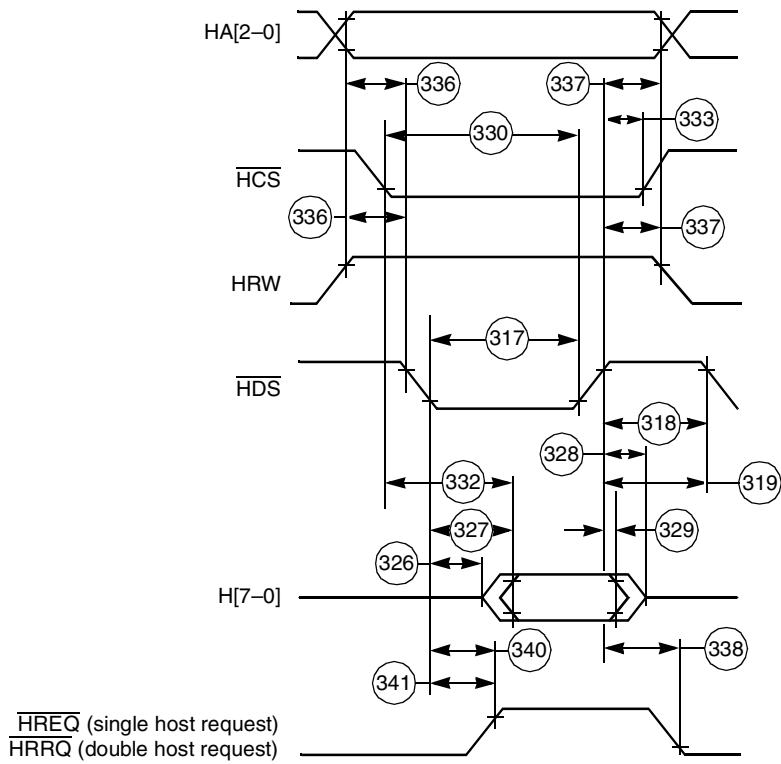 HA[2–0]
336
337
333
330
HCS
336
337
HRW
317
HDS
318
328
332
319
327
329
326
H[7–0]
340
338
341
HREQ (single host request)
HRRQ (double host request)